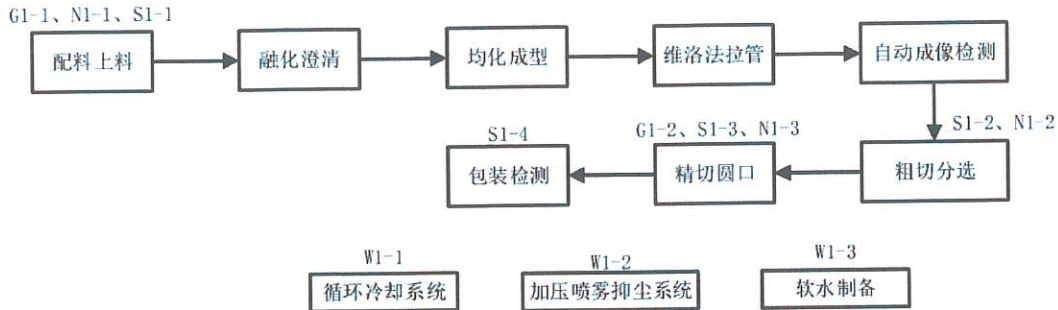 G1-1、N1-1、S1-1
配料上料
融化澄清
均化成型
维洛法拉管
自动成像检测
S1-2、N1-2
G1-2、S1-3、N1-3
S1-4
包装检测
精切圆口
粗切分选
W1-1
W1-2
W1-3
循环冷却系统
加压喷雾抑尘系统
软水制备